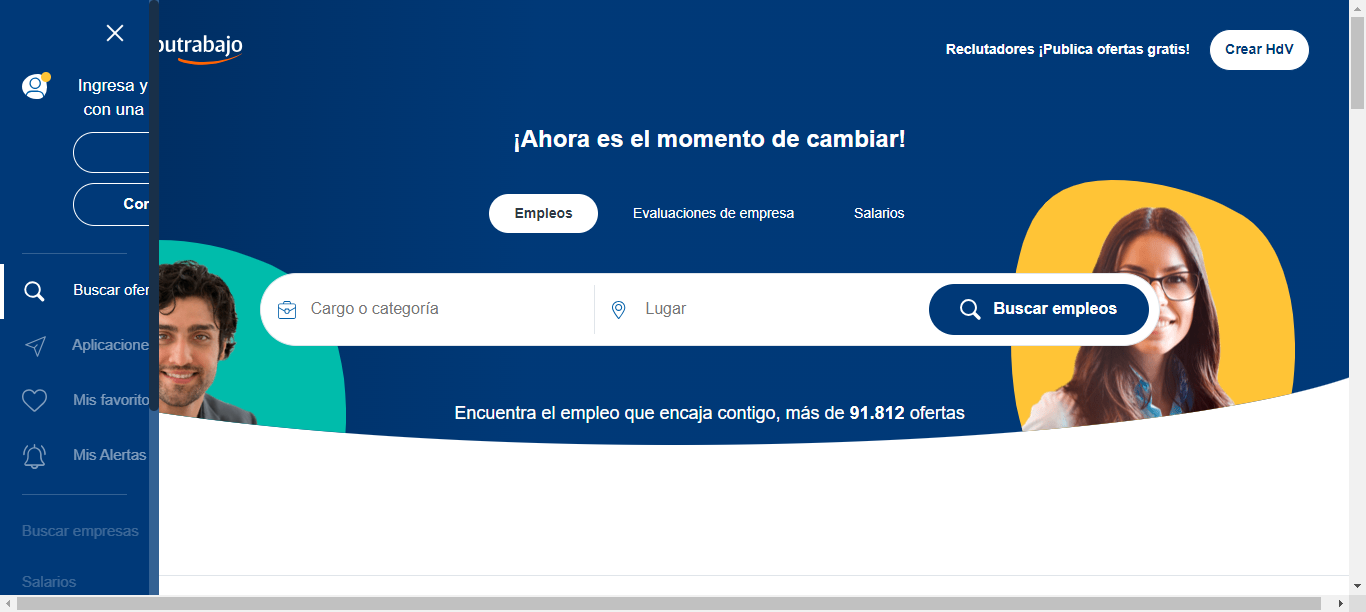 putrabajo
Reclutadores ¡Publica ofertas gratis!
Crear HdV
Ingresa y
con una
Cor
Buscar ofer
Aplicacione
Mis favorito
Mis Alertas
Buscar empresas
Salarios
¡Ahora es el momento de cambiar!
Empleos
Evaluaciones de empresa
Salarios
Cargo o categoría
Lugar
Buscar empleos
Encuentra el empleo que encaja contigo, más de 91.812 ofertas